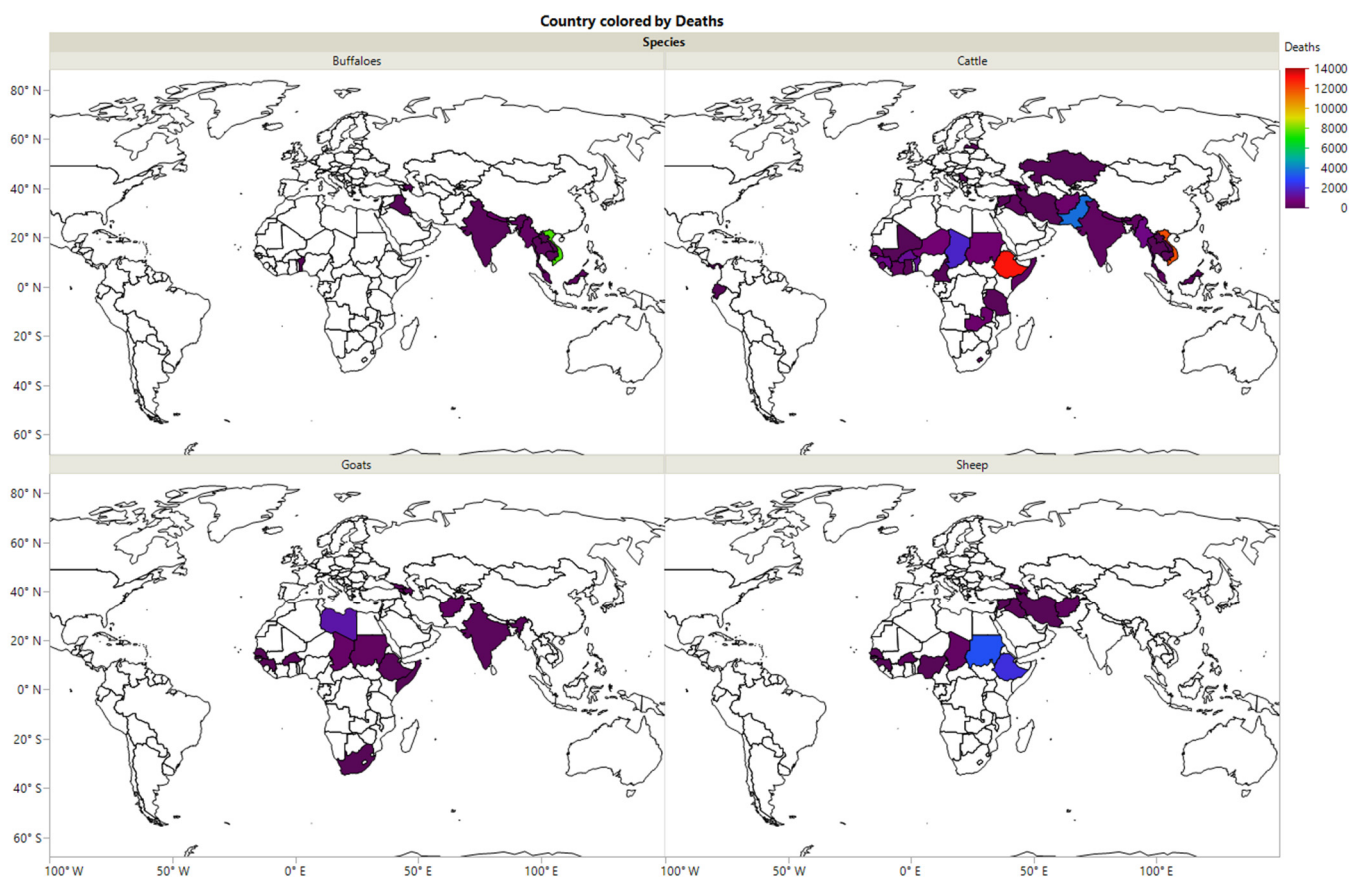 Country colored by Deaths
Species
Buffaloes Cattle
Deaths
14000
12000
10000
8000
6000
4000
2000
0
80° N
60° N
40° N
20° N
0° N
20° S
40° S
60° S
Goats Sheep
80° N
60° N
40° N
20° N
0° N
20° S
40° S
60° S
100° W 50° W 0° E 50° E 100° E 100° W 50° W 0° E 50° E 100° E